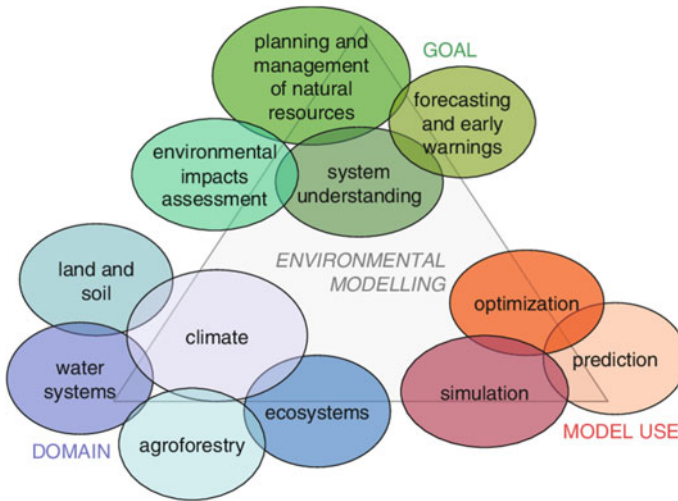 planning and
management
of natural
resources
GOAL
forecasting
and early
warnings
environmental
impacts
assessment
system
understanding
ENVIRONMENTAL
MODELLING
land and
soil
climate
water
systems
agroforestry
ecosystems
DOMAIN
optimization
prediction
simulation
MODEL USE